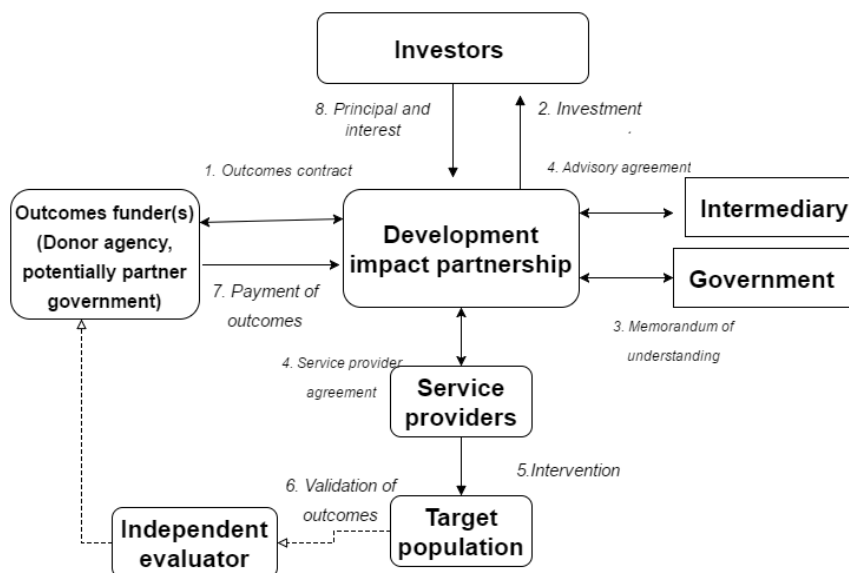 Investors
8. Principal and
interest
2. Investment
.
1. Outcomes contract
4. Advisory agreement
Outcomes funder(s)
(Donor agency,
potentially partner
government)
Development
impact partnership
Intermediary
Government
7. Payment of
outcomes
3. Memorandum of
understanding
4. Service provider
agreement
Service
providers
5.Intervention
6. Validation of
outcomes
Target
population
Independent
evaluator